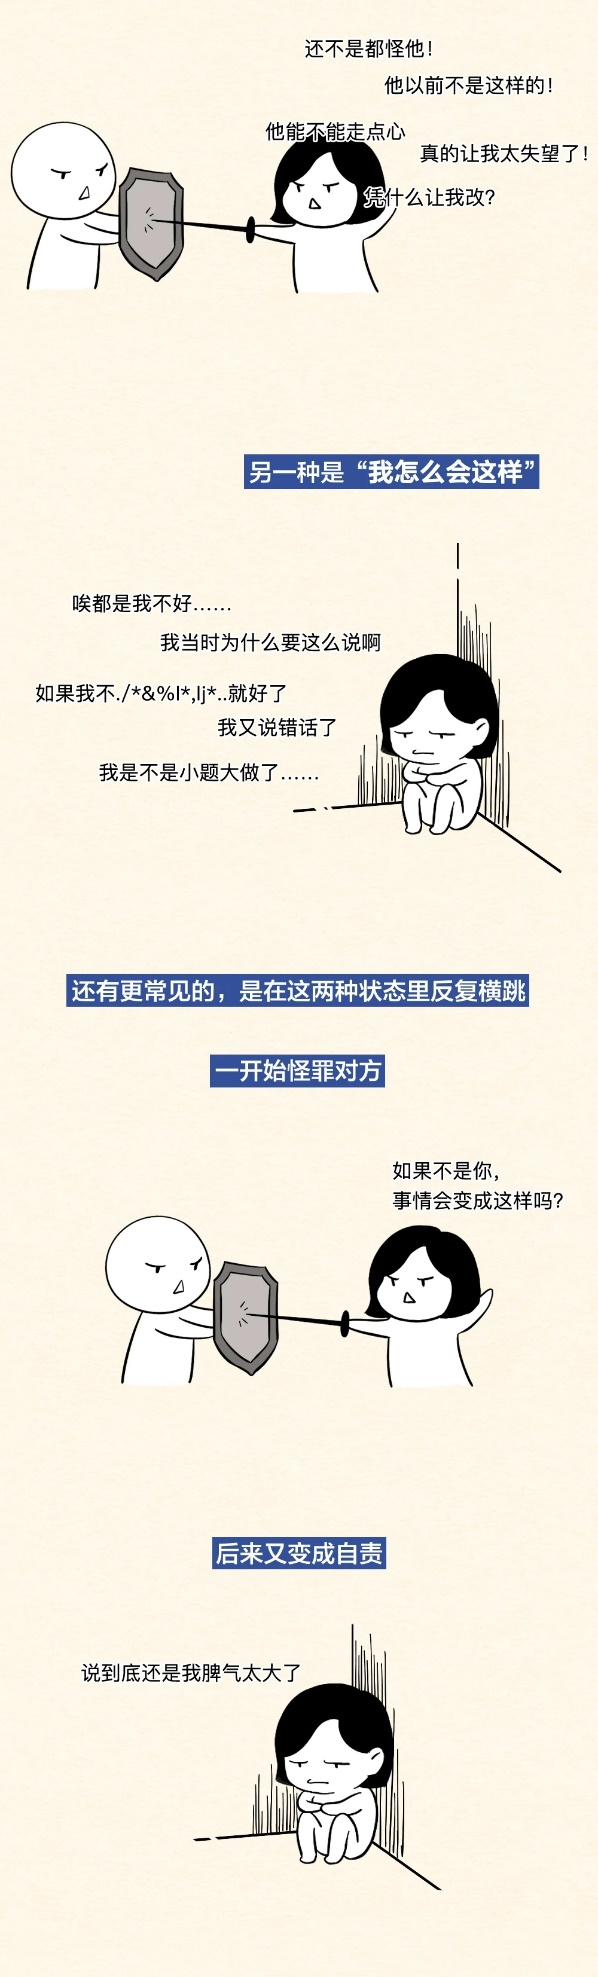 还不是都怪他！
他以前不是这样的！
他能不能走点心
真的让我太失望了！
凭什么让我改？
另一种是“我怎么会这样”
唉都是我不好……
我当时为什么要这么说啊
如果我不./*&%I*,Ij*..就好了
我又说错话了
我是不是小题大做了……
还有更常见的，是在这两种状态里反复横跳
一开始怪罪对方
如果不是你，
事情会变成这样吗？
后来又变成自责
说到底还是我脾气太大了